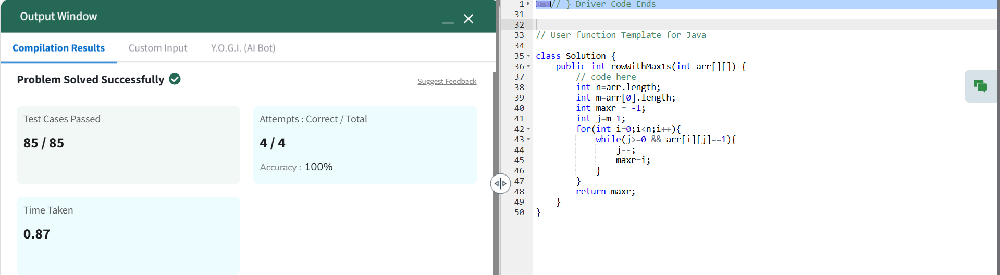 Output Window
Compilation Results Custom Input Y.O.G.I. (AI Bot)
Problem Solved Successfully
Suggest Feedback
Test Cases Passed
85 / 85
Attempts : Correct / Total
4 / 4
Accuracy : 100%
Time Taken
0.87
1 // } Driver Code Ends
31
32
33 // User function Template for Java
34
35 class Solution {
36     public int rowWithMax1s(int arr[][]) {
37         // code here
38         int n=arr.length;
39         int m=arr[0].length;
40         int maxr = -1;
41         int j=m-1;
42         for(int i=0;i<n;i++){
43             while(j>=0 && arr[i][j]==1){
44                 j--;
45                 maxr=i;
46             }
47         }
48         return maxr;
49     }
50 }